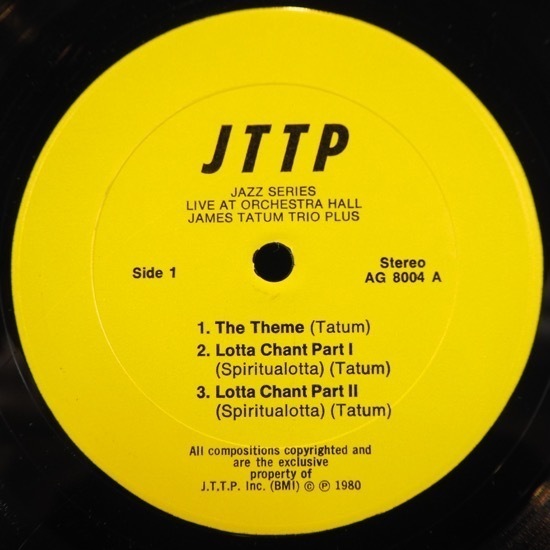 JTTP
JAZZ SERIES
LIVE AT ORCHESTRA HALL
JAMES TATUM TRIO PLUS
Side 1
Stereo
AG 8004 A
1. The Theme (Tatum)
2. Lotta Chant Part I
(Spiritualotta) (Tatum)
3. Lotta Chant Part II
(Spiritualotta) (Tatum)
All compositions copyrighted and
are the exclusive
property of
J.T.T.P. Inc. (BMI) © ℗ 1980